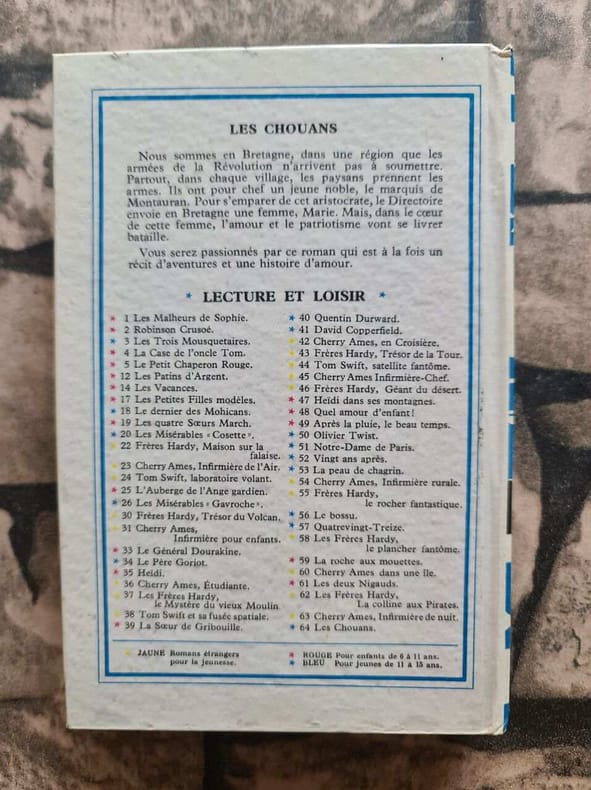 LES CHOUANS
Nous sommes en Bretagne, dans une région que les
armées de la Révolution n'arrivent pas à soumettre.
Partout, dans chaque village, les paysans prennent les
armes. Ils ont pour chef un jeune noble, le marquis de
Montauran. Pour s'emparer de cet aristocrate, le Directoire
envoie en Bretagne une femme, Marie. Mais, dans le cœur
de cette femme, l'amour et le patriotisme vont se livrer
bataille.
Vous serez passionnés par ce roman qui est à la fois un
récit d'aventures et une histoire d'amour.
* LECTURE ET LOISIR *
* 1 Les Malheurs de Sophie.
* 2 Robinson Crusoé.
* 3 Les Trois Mousquetaires.
* 4 La Case de l'oncle Tom.
* 5 Le Petit Chaperon Rouge.
* 12 Les Patins d'Argent.
* 14 Les Vacances.
* 17 Les Petites Filles modèles.
* 18 Le dernier des Mohicans.
* 19 Les quatre Sœurs March.
* 20 Les Misérables « Cosette ».
* 22 Frères Hardy, Maison sur la
falaise.
* 23 Cherry Ames, Infirmière de l'Air.
* 24 Tom Swift, laboratoire volant.
* 25 L'Auberge de l'Ange gardien.
* 26 Les Misérables « Gavroche ».
* 30 Frères Hardy, Trésor du Volcan.
* 31 Cherry Ames,
Infirmière pour enfants.
* 33 Le Général Dourakine.
* 34 Le Père Goriot.
* 35 Heidi.
* 36 Cherry Ames, Étudiante.
* 37 Les Frères Hardy,
le Mystère du vieux Moulin.
* 38 Tom Swift et sa fusée spatiale.
* 39 La Sœur de Gribouille.
* 40 Quentin Durward.
* 41 David Copperfield.
* 42 Cherry Ames, en Croisière.
* 43 Frères Hardy, Trésor de la Tour.
* 44 Tom Swift, satellite fantôme.
* 45 Cherry Ames Infirmière-Chef.
* 46 Frères Hardy, Géant du désert.
* 47 Heïdi dans ses montagnes.
* 48 Quel amour d'enfant !
* 49 Après la pluie, le beau temps.
* 50 Olivier Twist.
* 51 Notre-Dame de Paris.
* 52 Vingt ans après.
* 53 La peau de chagrin.
* 54 Cherry Ames, Infirmière rurale.
* 55 Frères Hardy,
le rocher fantastique.
* 56 Le bossu.
* 57 Quatrevingt-Treize.
* 58 Les Frères Hardy,
le plancher fantôme.
* 59 La roche aux mouettes.
* 60 Cherry Ames dans une île.
* 61 Les deux Nigauds.
* 62 Les Frères Hardy,
La colline aux Pirates.
* 63 Cherry Ames, Infirmière de nuit.
* 64 Les Chouans.
* JAUNE Romans étrangers
pour la jeunesse.
* ROUGE Pour enfants de 6 à 11 ans.
* BLEU Pour jeunes de 11 à 15 ans.